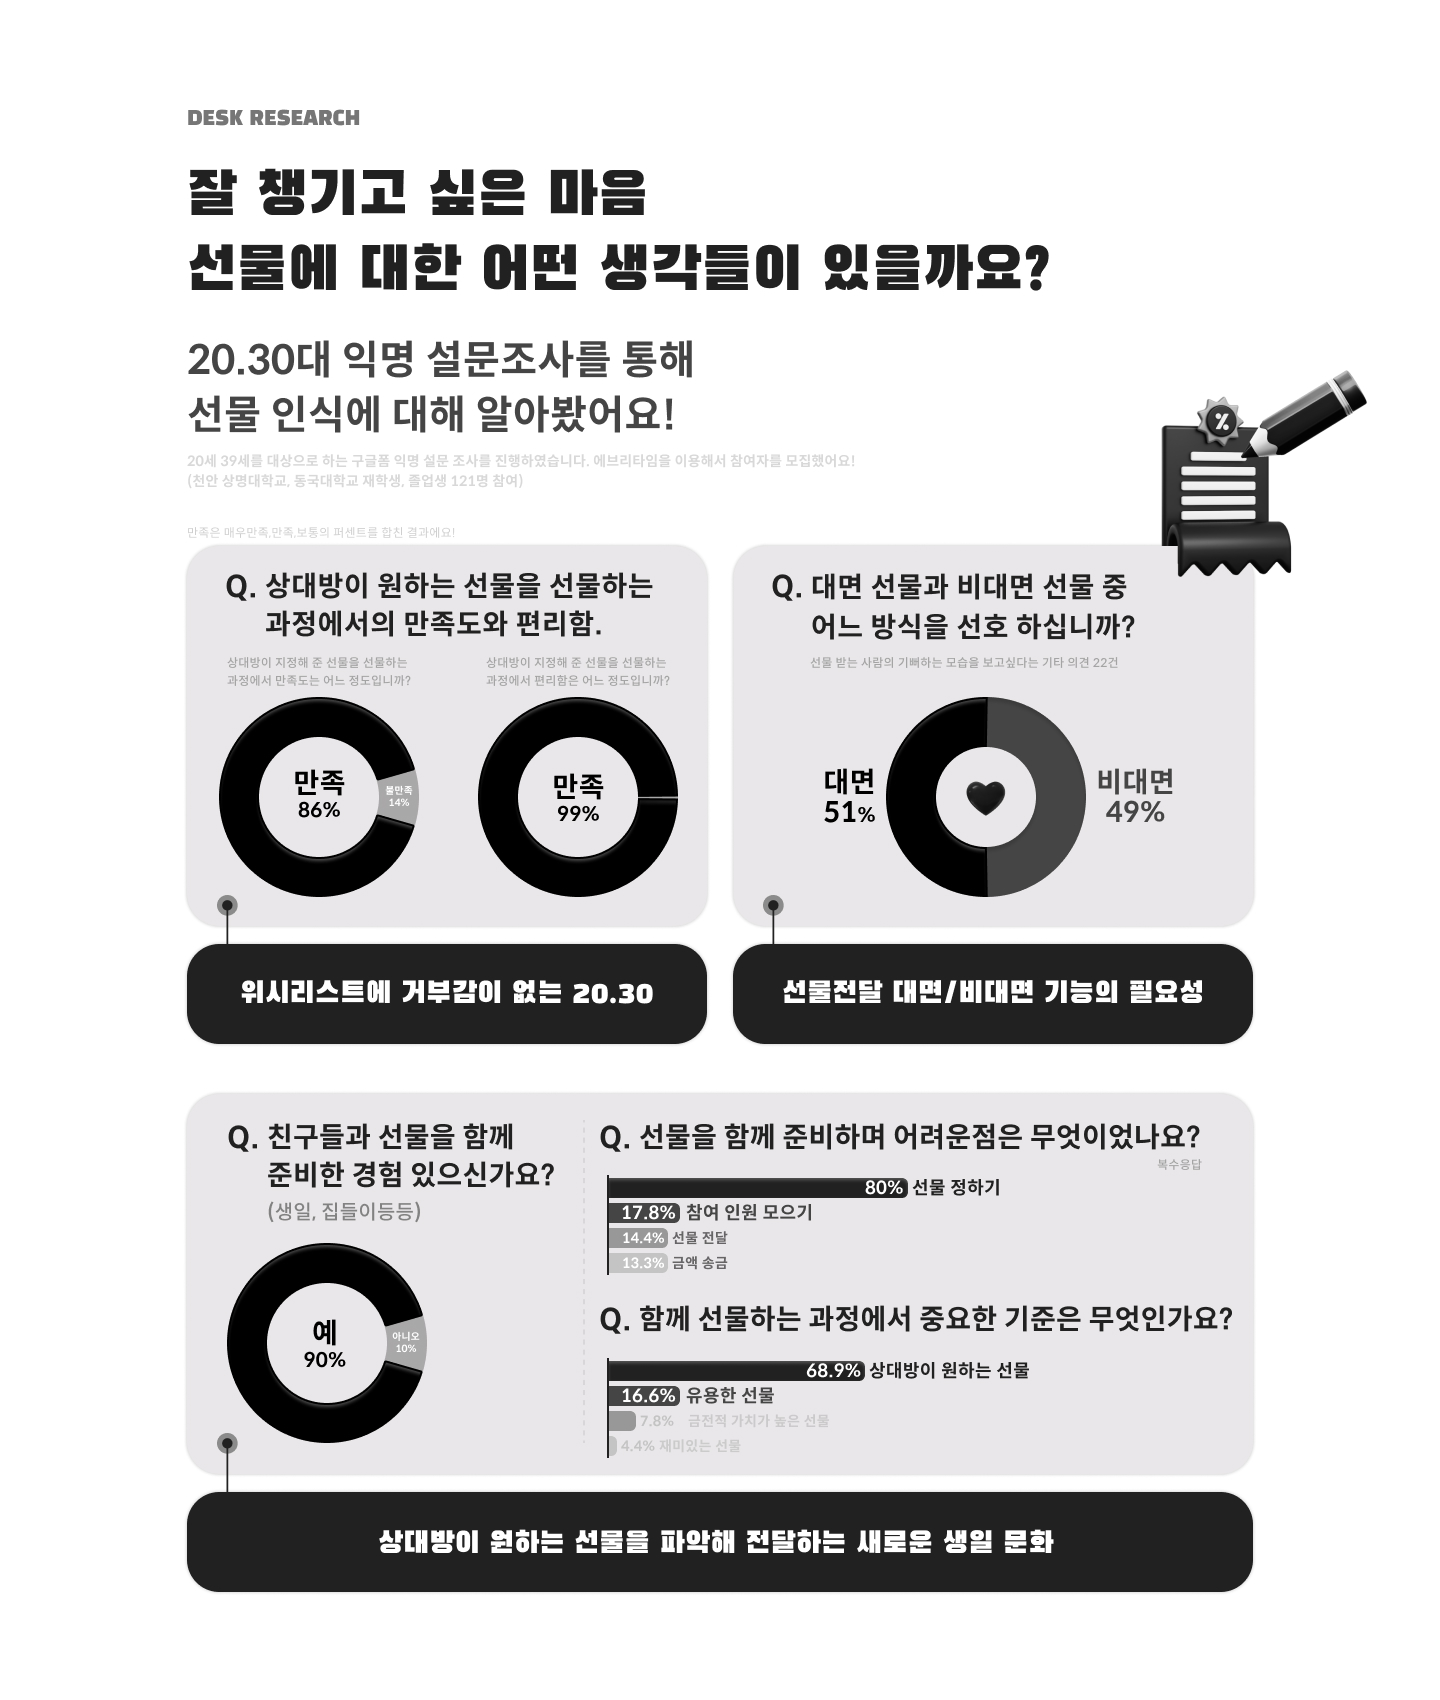 DESK RESEARCH
잘 챙기고 싶은 마음
선물에 대한 어떤 생각들이 있을까요?
20.30대 익명 설문조사를 통해
선물 인식에 대해 알아봤어요!
20세 39세를 대상으로 하는 구글폼 익명 설문 조사를 진행하였습니다. 에브리타임을 이용해서 참여자를 모집했어요!
(천안 상명대학교, 동국대학교 재학생, 졸업생 121명 참여)
만족은 매우만족,만족,보통의 퍼센트를 합친 결과에요!
Q. 상대방이 원하는 선물을 선물하는
과정에서의 만족도와 편리함.
상대방이 지정해 준 선물을 선물하는
과정에서 만족도는 어느 정도입니까?
만족
86%
불만족
14%
상대방이 지정해 준 선물을 선물하는
과정에서 편리함은 어느 정도입니까?
만족
99%
Q. 대면 선물과 비대면 선물 중
어느 방식을 선호 하십니까?
선물 받는 사람의 기뻐하는 모습을 보고싶다는 기타 의견 22건
대면
51%
비대면
49%
위시리스트에 거부감이 없는 20.30
선물전달 대면/비대면 기능의 필요성
Q. 친구들과 선물을 함께
준비한 경험 있으신가요?
(생일, 집들이등등)
예
90%
아니오
10%
Q. 선물을 함께 준비하며 어려운점은 무엇이었나요?
복수응답
80% 선물 정하기
17.8% 참여 인원 모으기
14.4% 선물 전달
13.3% 금액 송금
Q. 함께 선물하는 과정에서 중요한 기준은 무엇인가요?
68.9% 상대방이 원하는 선물
16.6% 유용한 선물
7.8% 금전적 가치가 높은 선물
4.4% 재미있는 선물
상대방이 원하는 선물을 파악해 전달하는 새로운 생일 문화